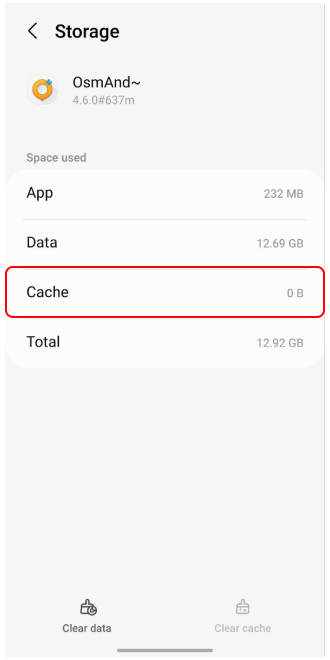 Storage
OsmAnd~
4.6.0#637m
Space used
App 232 MB
Data 12.69 GB
Cache 0 B
Total 12.92 GB
Clear data Clear cache